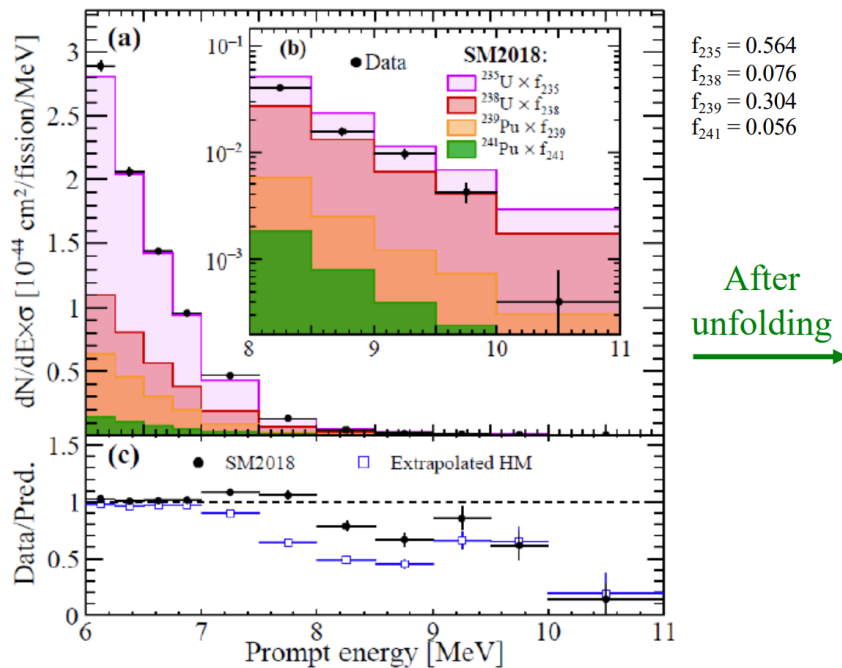 (a)
(b)
Data
SM2018:
²³⁵U × f₂₃₅
²³⁸U × f₂₃₈
²³⁹Pu × f₂₃₉
²⁴¹Pu × f₂₄₁
10⁻¹
10⁻²
10⁻³
8 9 10 11
3
2.5
2
1.5
1
0.5
dN/dE×σ [10⁻⁴⁴ cm²/fission/MeV]
f₂₃₅ = 0.564
f₂₃₈ = 0.076
f₂₃₉ = 0.304
f₂₄₁ = 0.056
After
unfolding
(c)
SM2018
Extrapolated HM
1.5
1
0.5
0
Data/Pred.
6 7 8 9 10 11
Prompt energy [MeV]